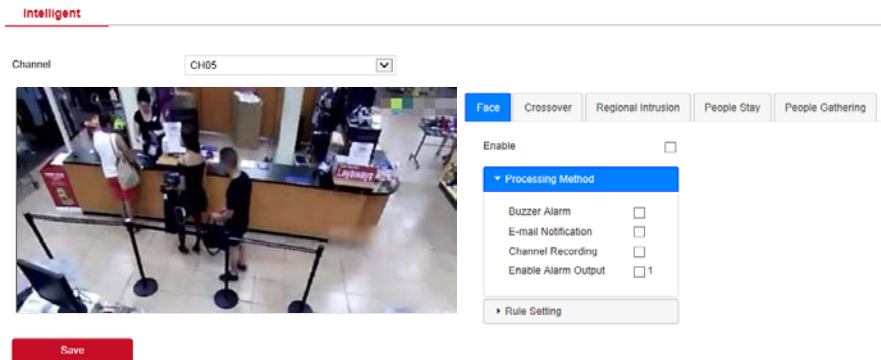 Intelligent
Channel
CH05
Layaways
Face
Crossover
Regional Intrusion
People Stay
People Gathering
Enable
Processing Method
Buzzer Alarm
E-mail Notification
Channel Recording
Enable Alarm Output
1
Rule Setting
Save